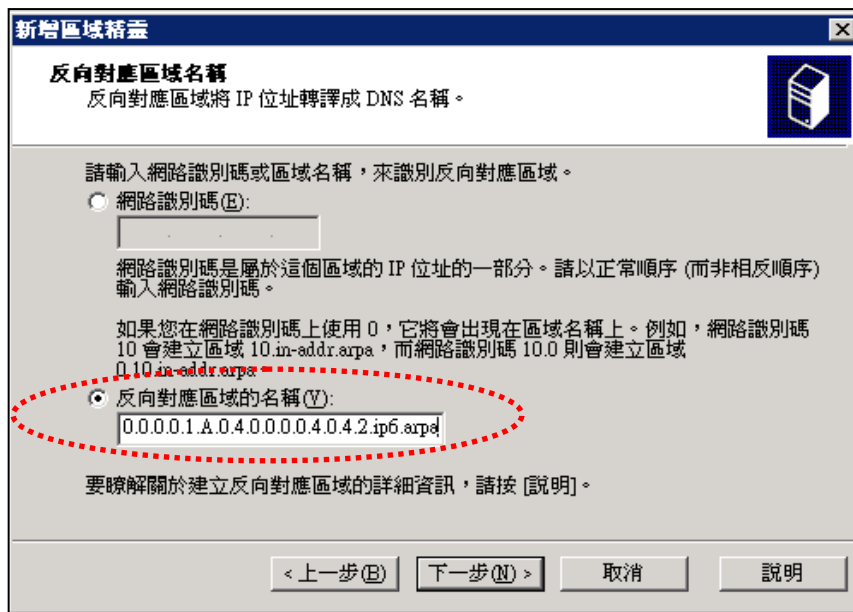 新增區域精靈
反向對應區域名稱
反向對應區域將 IP 位址轉譯成 DNS 名稱。
請輸入網路識別碼或區域名稱，來識別反向對應區域。
網路識別碼(E):
. . .
網路識別碼是屬於這個區域的 IP 位址的一部分。請以正常順序 (而非相反順序)
輸入網路識別碼。
如果您在網路識別碼上使用 0，它將會出現在區域名稱上。例如，網路識別碼
10 會建立區域 10.in-addr.arpa，而網路識別碼 10.0 則會建立區域
0.10.in-addr.arpa。
反向對應區域的名稱(V):
0.0.0.0.1.A.0.4.0.0.0.0.4.0.4.2.ip6.arpa
要瞭解關於建立反向對應區域的詳細資訊，請按 [說明]。
< 上一步(B)
下一步(N) >
取消
說明